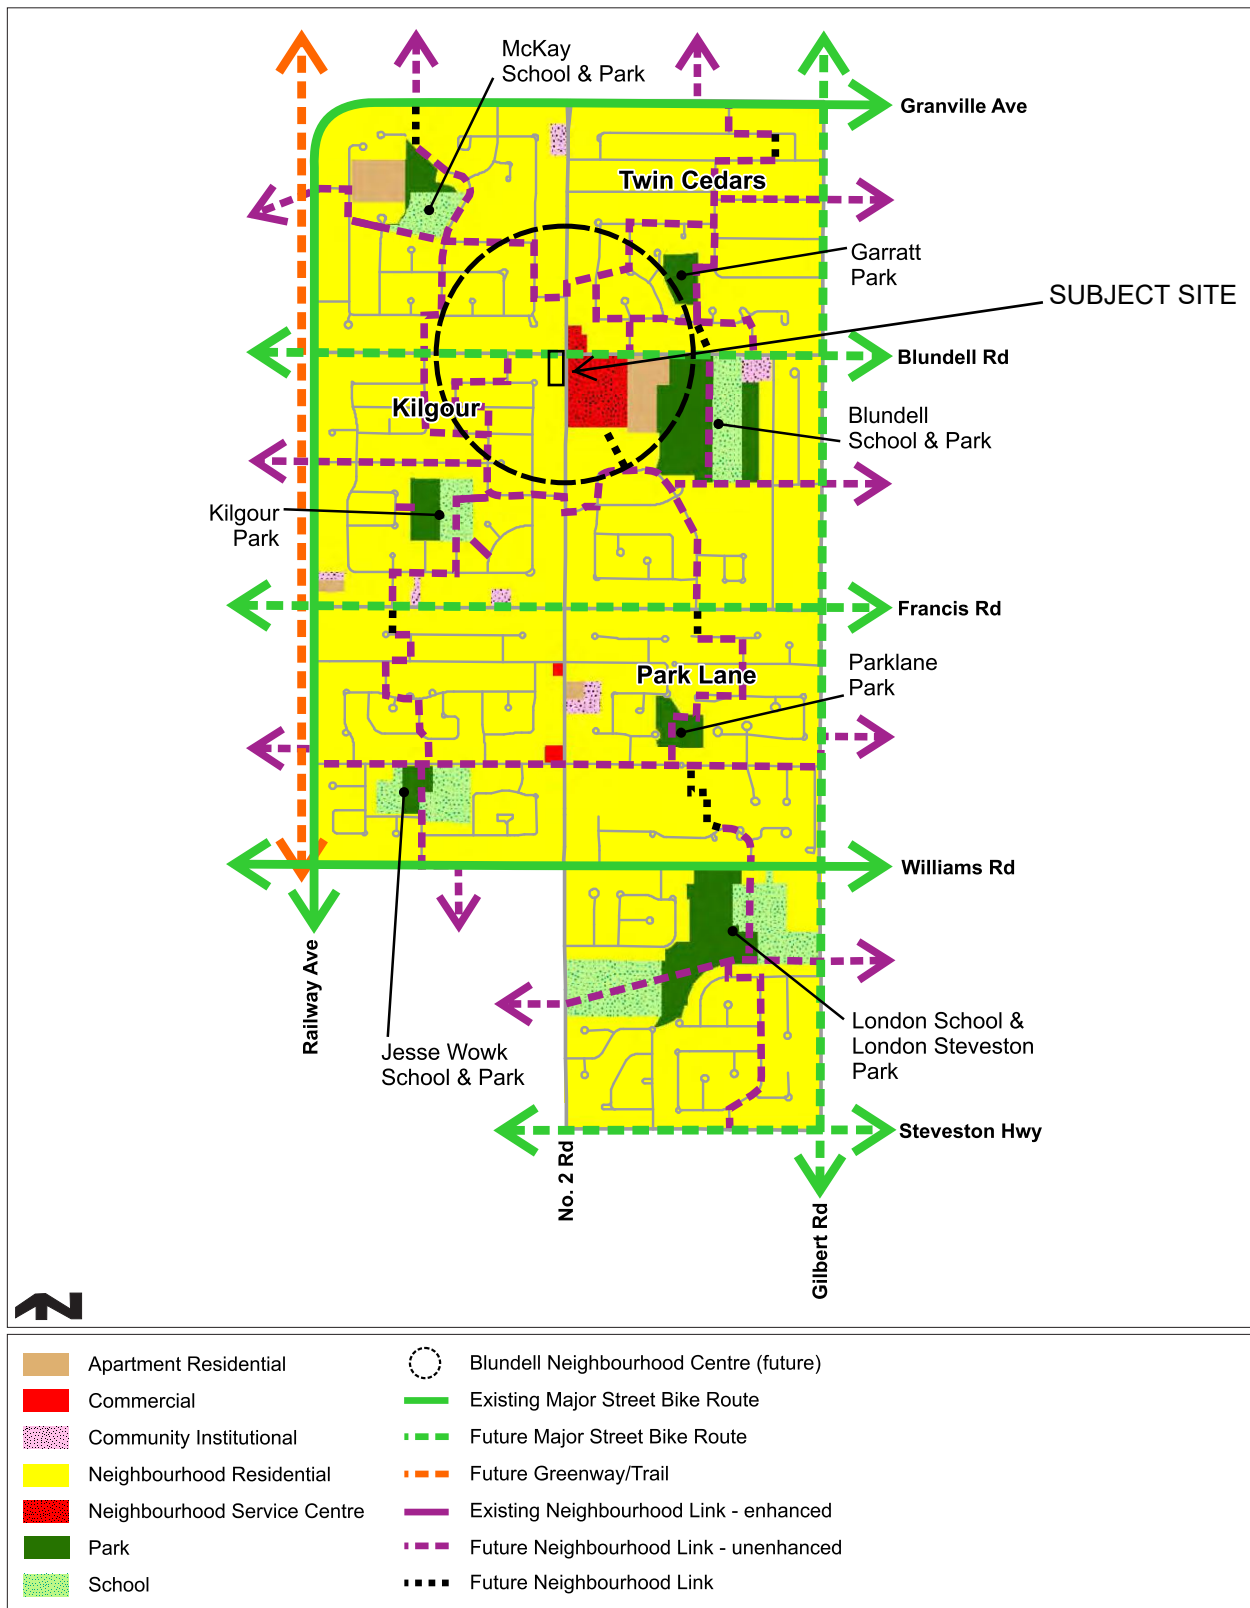 McKay
School & Park
Granville Ave
Twin Cedars
Garratt
Park
SUBJECT SITE
Blundell Rd
Kilgour
Blundell
School & Park
Kilgour
Park
Francis Rd
Park Lane
Parklane
Park
Williams Rd
Railway Ave
Jesse Wowk
School & Park
London School &
London Steveston
Park
No. 2 Rd
Steveston Hwy
Gilbert Rd
N
Apartment Residential
Commercial
Community Institutional
Neighbourhood Residential
Neighbourhood Service Centre
Park
School
Blundell Neighbourhood Centre (future)
Existing Major Street Bike Route
Future Major Street Bike Route
Future Greenway/Trail
Existing Neighbourhood Link - enhanced
Future Neighbourhood Link - unenhanced
Future Neighbourhood Link